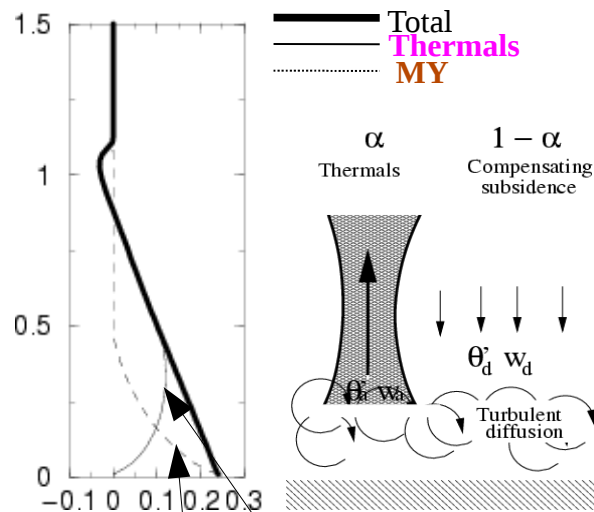 1.5
1
0.5
0
−0.1
0
0.1
0.2
0.3
Total
Thermals
MY
α
1 − α
Thermals
Compensating
subsidence
θ'd wd
Turbulent
diffusion